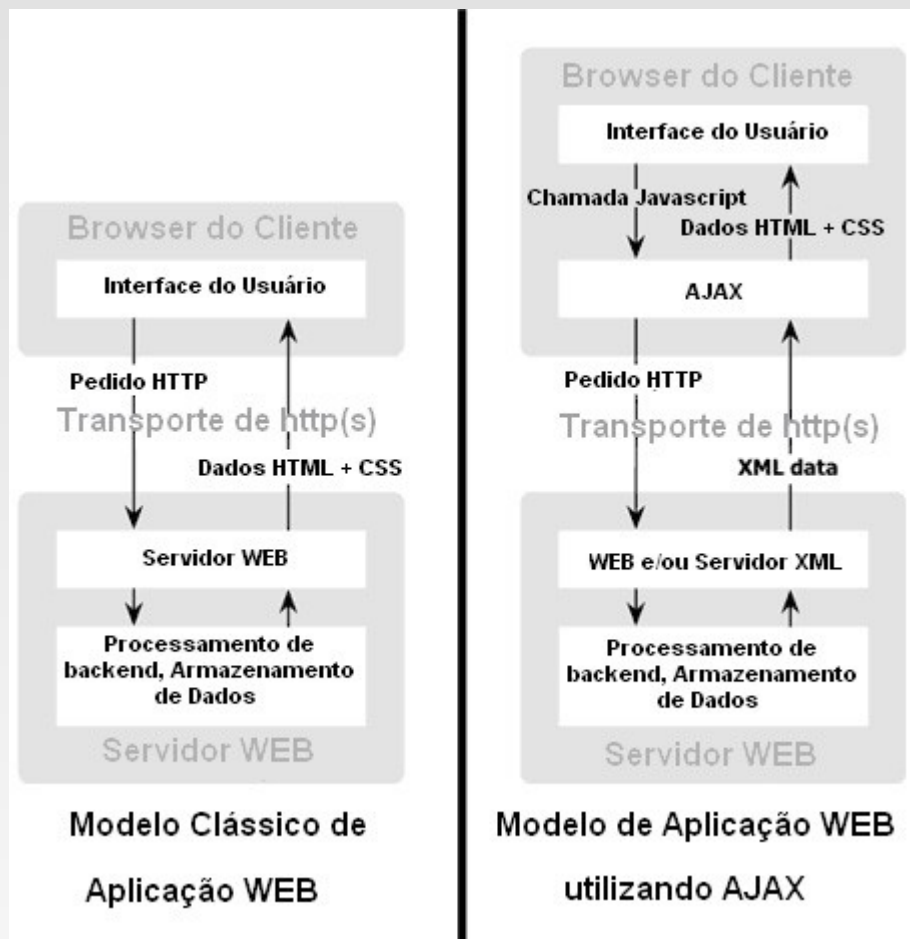 Browser do Cliente
Interface do Usuário
Pedido HTTP
Transporte de http(s)
Dados HTML + CSS
Servidor WEB
Processamento de
backend, Armazenamento
de Dados
Servidor WEB
Modelo Clássico de
Aplicação WEB
Browser do Cliente
Interface do Usuário
Chamada Javascript
Dados HTML + CSS
AJAX
Pedido HTTP
Transporte de http(s)
XML data
WEB e/ou Servidor XML
Processamento de
backend, Armazenamento
de Dados
Servidor WEB
Modelo de Aplicação WEB
utilizando AJAX